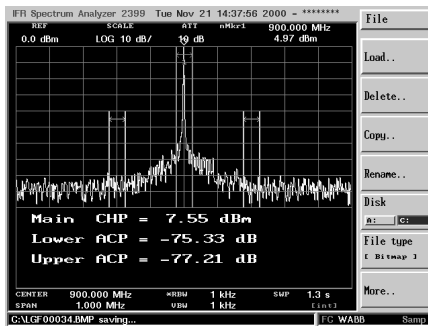 IFR Spectrum Analyzer 2399 Tue Nov 21 14:37:56 2000 - ********
REF SCALE ATT nMkr1 900.000 MHz
0.0 dBm LOG 10 dB/ 10 dB 4.97 dBm
Main CHP = 7.55 dBm
Lower ACP = -75.33 dB
Upper ACP = -77.21 dB
CENTER 900.000 MHz *RBW 1 kHz SWP 1.3 s
SPAN 1.000 MHz VBW 1 kHz [int]
C:\LGF00034.BMP saving... FC WABB Samp
File
Load..
Delete..
Copy..
Rename..
Disk
A: C:
File type
[ Bitmap ]
More..